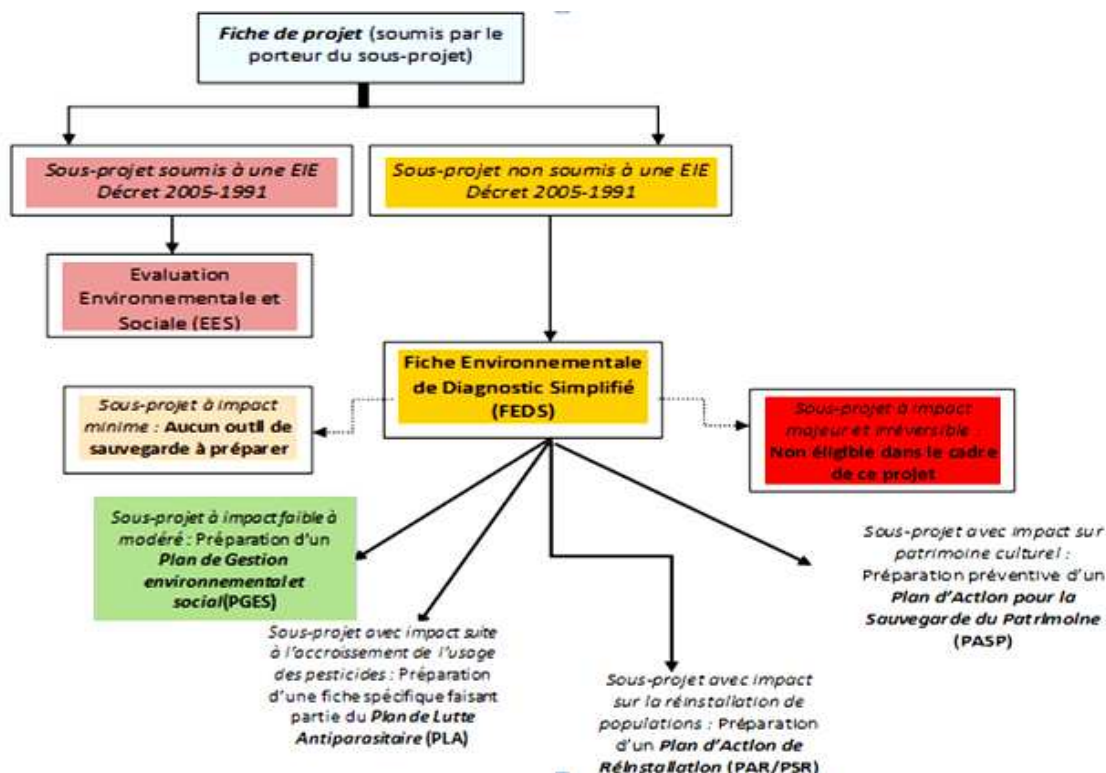 Fiche de projet (soumis par le
porteur du sous-projet)
Sous-projet soumis à une EIE
Décret 2005-1991
Sous-projet non soumis à une EIE
Décret 2005-1991
Evaluation
Environnementale et
Sociale (EES)
Fiche Environnementale
de Diagnostic Simplifié
(FEDS)
Sous-projet à impact
minime : Aucun outil de
sauvegarde à préparer
Sous-projet à impact
majeur et irréversible
Non éligible dans le cadre
de ce projet
Sous-projet à impact faible à
modéré : Préparation d'un
Plan de Gestion
environnemental et
social(PGES)
Sous-projet avec impact suite
à l'accroissement de l'usage
des pesticides : Préparation
d'une fiche spécifique faisant
partie du Plan de Lutte
Antiparasitaire (PLA)
Sous-projet avec impact
sur la réinstallation de
populations : Préparation
d'un Plan d'Action de
Réinstallation (PAR/PSR)
Sous-projet avec impact sur
patrimoine culturel :
Préparation préventive d'un
Plan d'Action pour la
Sauvegarde du Patrimoine
(PASP)